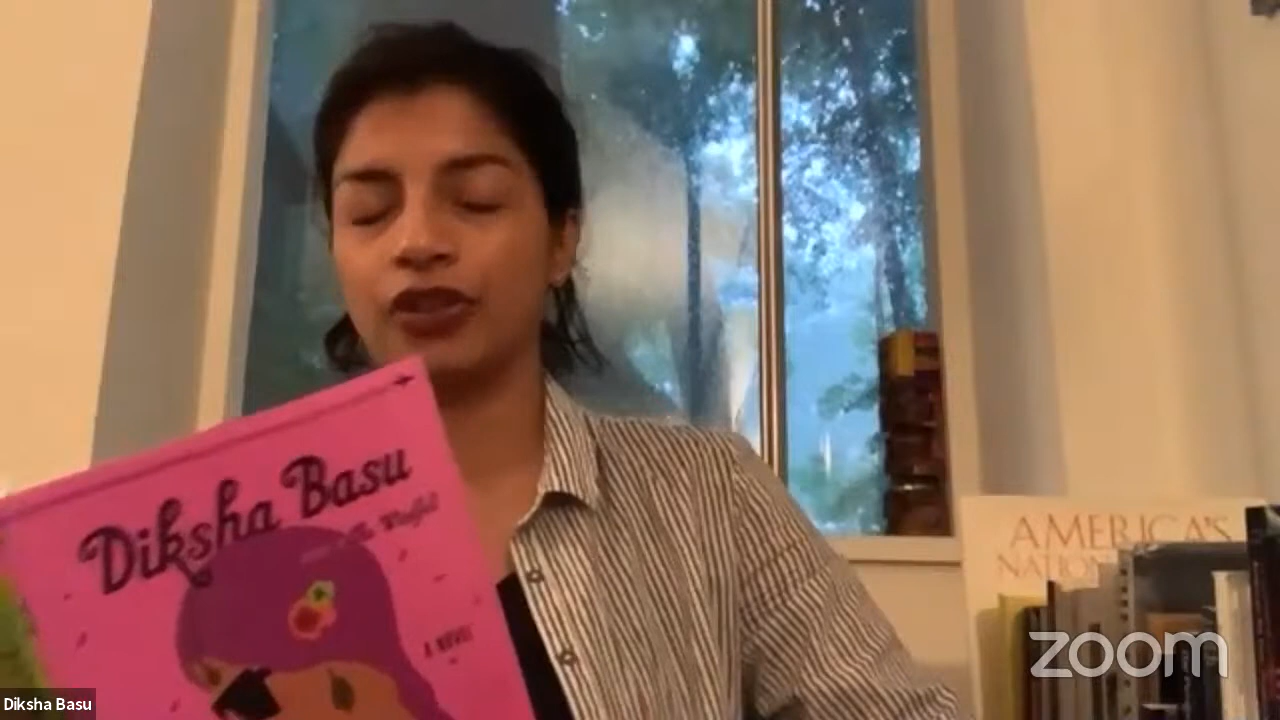 Diksha Basu
A NOVEL
AMERICA'S
NATION
zoom
Diksha Basu